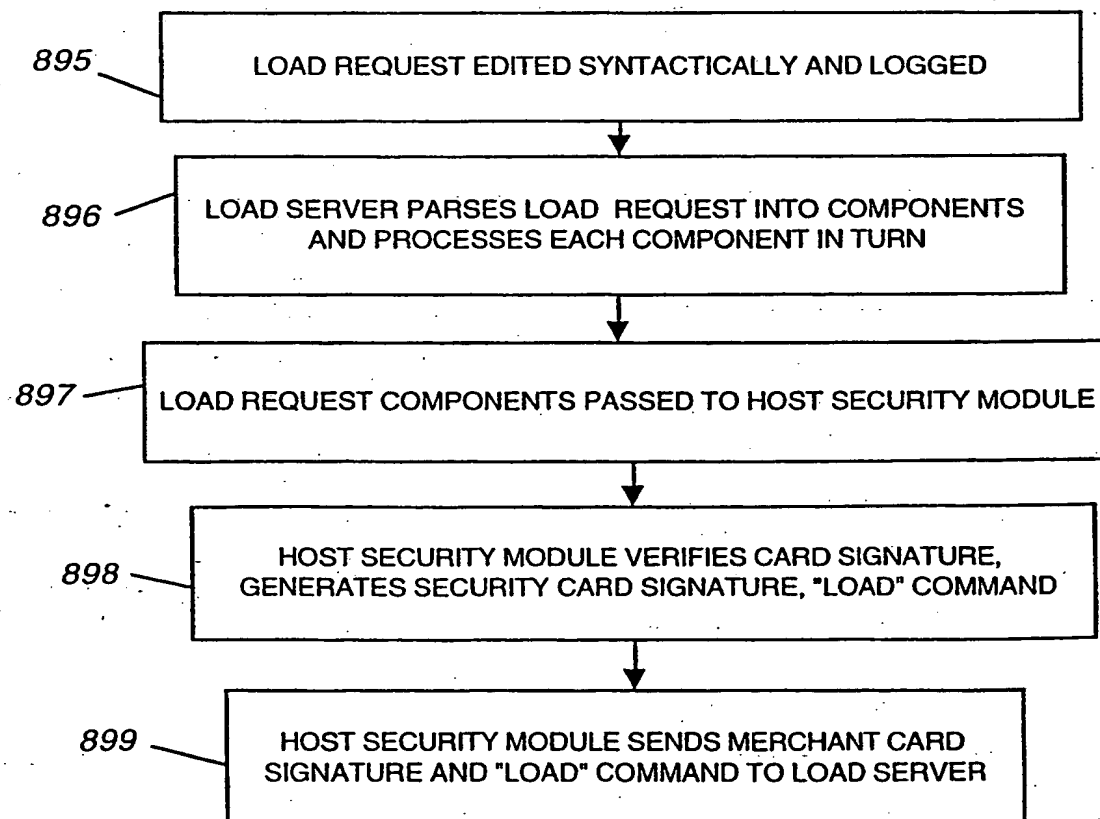 895
LOAD REQUEST EDITED SYNTACTICALLY AND LOGGED
896
LOAD SERVER PARSES LOAD REQUEST INTO COMPONENTS
AND PROCESSES EACH COMPONENT IN TURN
897
LOAD REQUEST COMPONENTS PASSED TO HOST SECURITY MODULE
898
HOST SECURITY MODULE VERIFIES CARD SIGNATURE,
GENERATES SECURITY CARD SIGNATURE, "LOAD" COMMAND
899
HOST SECURITY MODULE SENDS MERCHANT CARD
SIGNATURE AND "LOAD" COMMAND TO LOAD SERVER